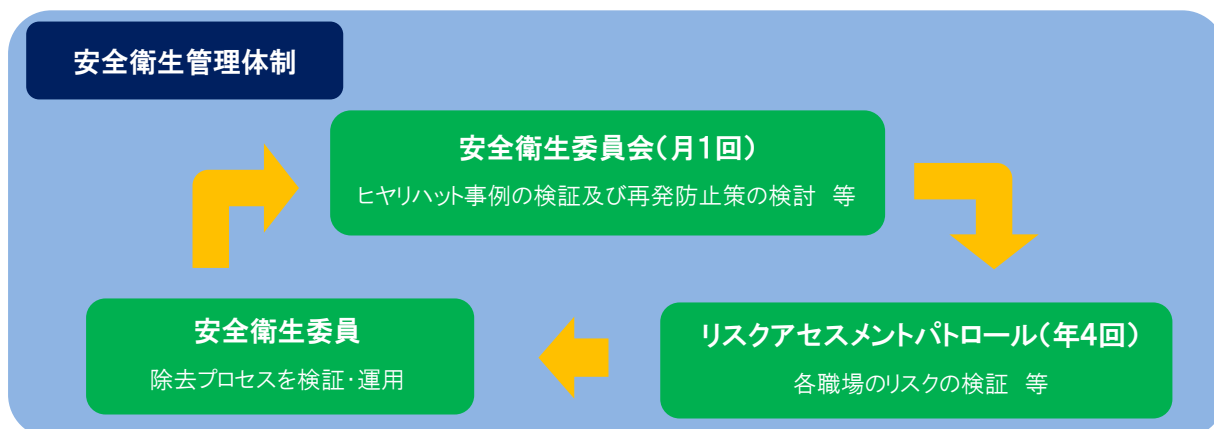 安全衛生管理体制
安全衛生委員会(月1回)
ヒヤリハット事例の検証及び再発防止策の検討　等
安全衛生委員
除去プロセスを検証・運用
リスクアセスメントパトロール(年4回)
各職場のリスクの検証　等